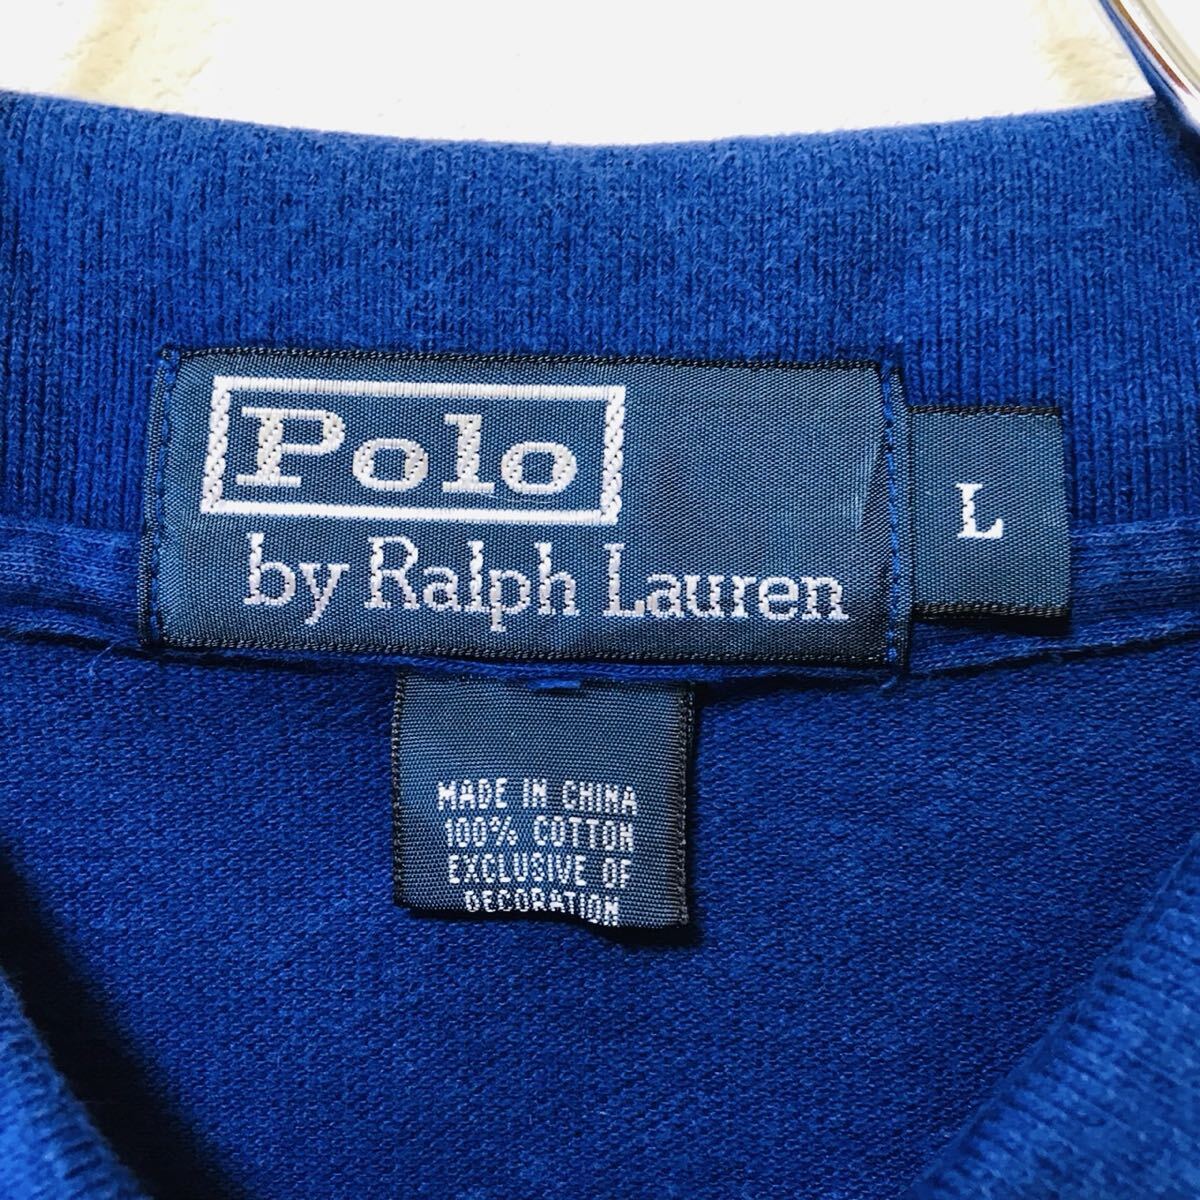 Polo
by Ralph Lauren
L
MADE IN CHINA
100% COTTON
EXCLUSIVE OF
DECORATION